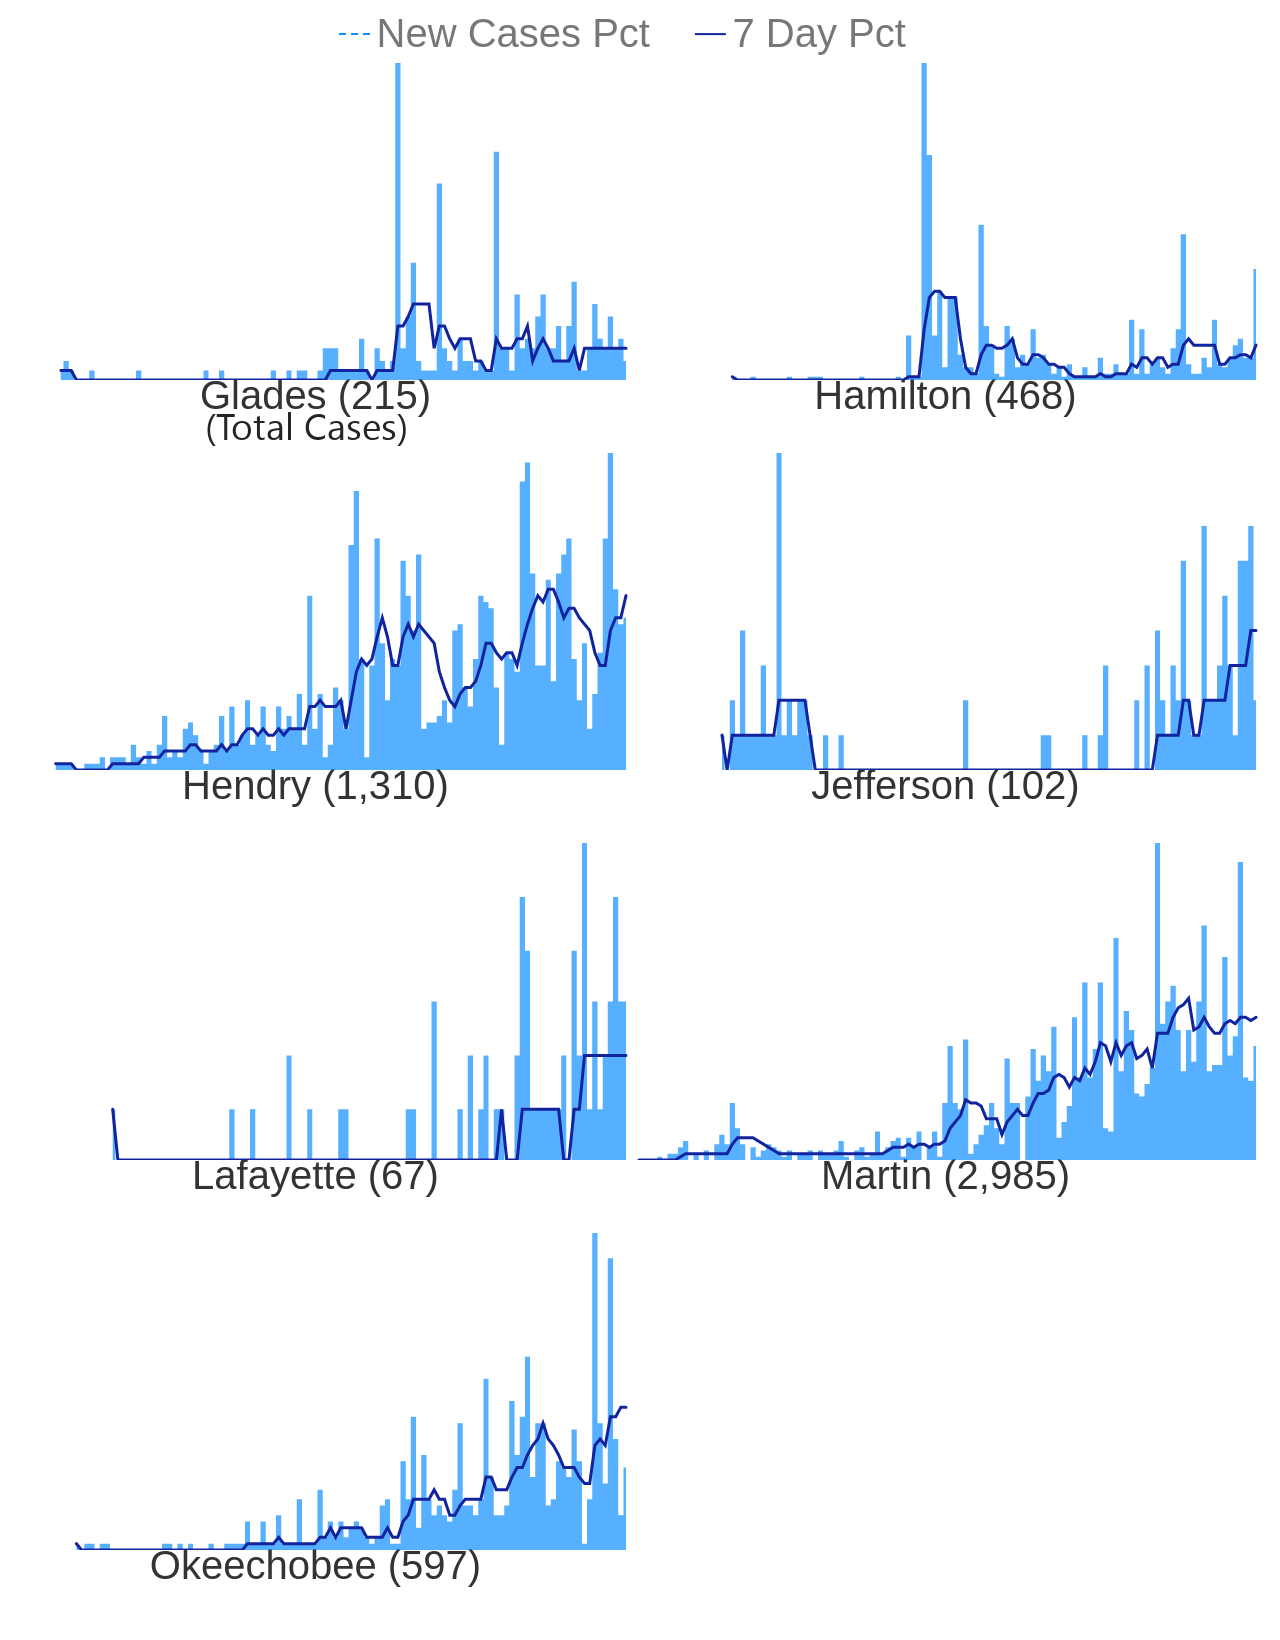 New Cases Pct 7 Day Pct
Glades (215)
(Total Cases)
Hamilton (468)
Hendry (1,310)
Jefferson (102)
Lafayette (67)
Martin (2,985)
Okeechobee (597)